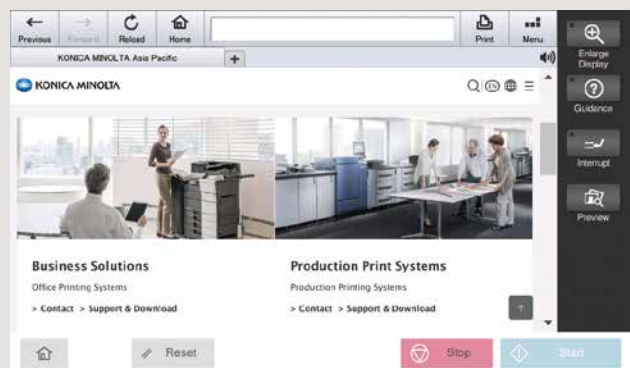 Previous Forward Reload Home Print Menu
KONICA MINOLTA Asia Pacific +
Enlarge
Display
KONICA MINOLTA EN
Guidance
Interrupt
Preview
Business Solutions Production Print Systems
Office Printing Systems Production Printing Systems
> Contact > Support & Download > Contact > Support & Download
Reset Stop Start